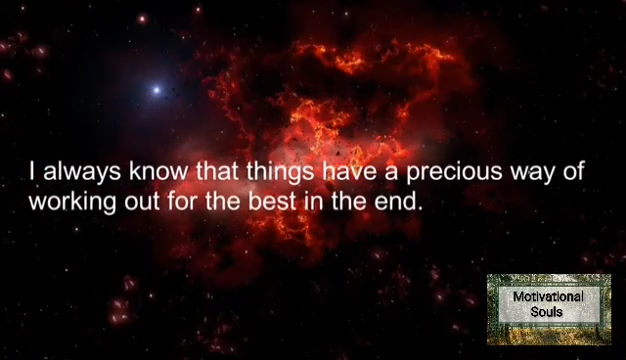 I always know that things have a precious way of
working out for the best in the end.
Motivational
Souls